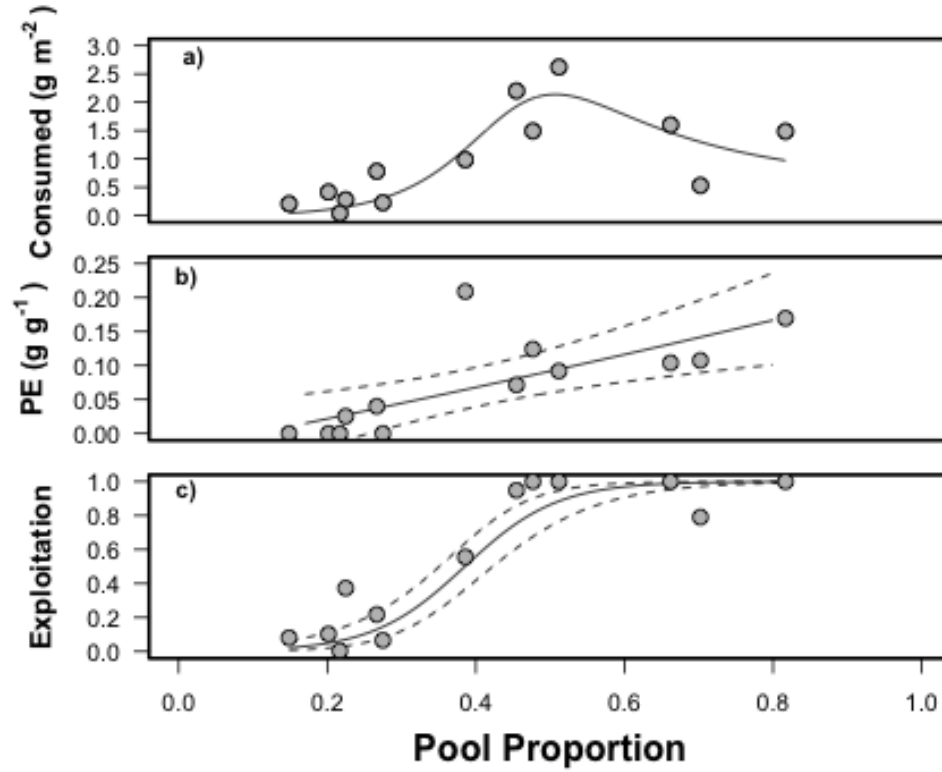 a)
Consumed (g m⁻²)
3.0
2.5
2.0
1.5
1.0
0.5
0.0
b)
PE (g g⁻¹)
0.25
0.20
0.15
0.10
0.05
0.00
c)
Exploitation
1.0
0.8
0.6
0.4
0.2
0.0
0.0 0.2 0.4 0.6 0.8 1.0
Pool Proportion